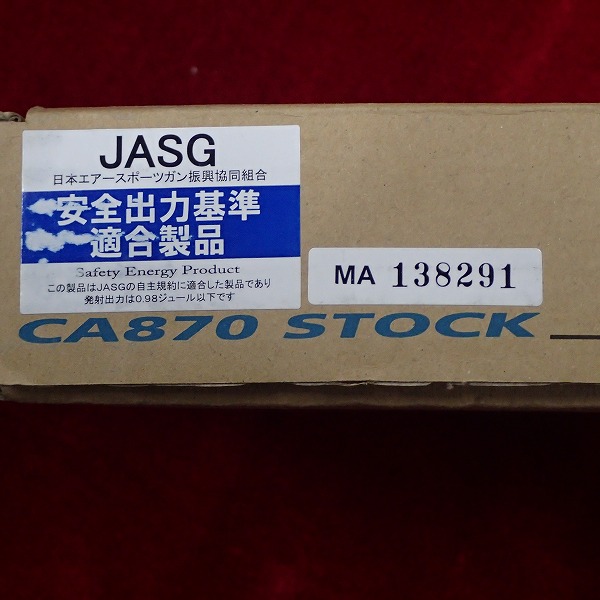 JASG
日本エアースポーツガン振興協同組合
安全出力基準
適合製品
Safety Energy Product
この製品はJASGの自主規約に適合した製品であり
発射出力は0.98ジュール以下です
MA 138291
CA870 STOCK